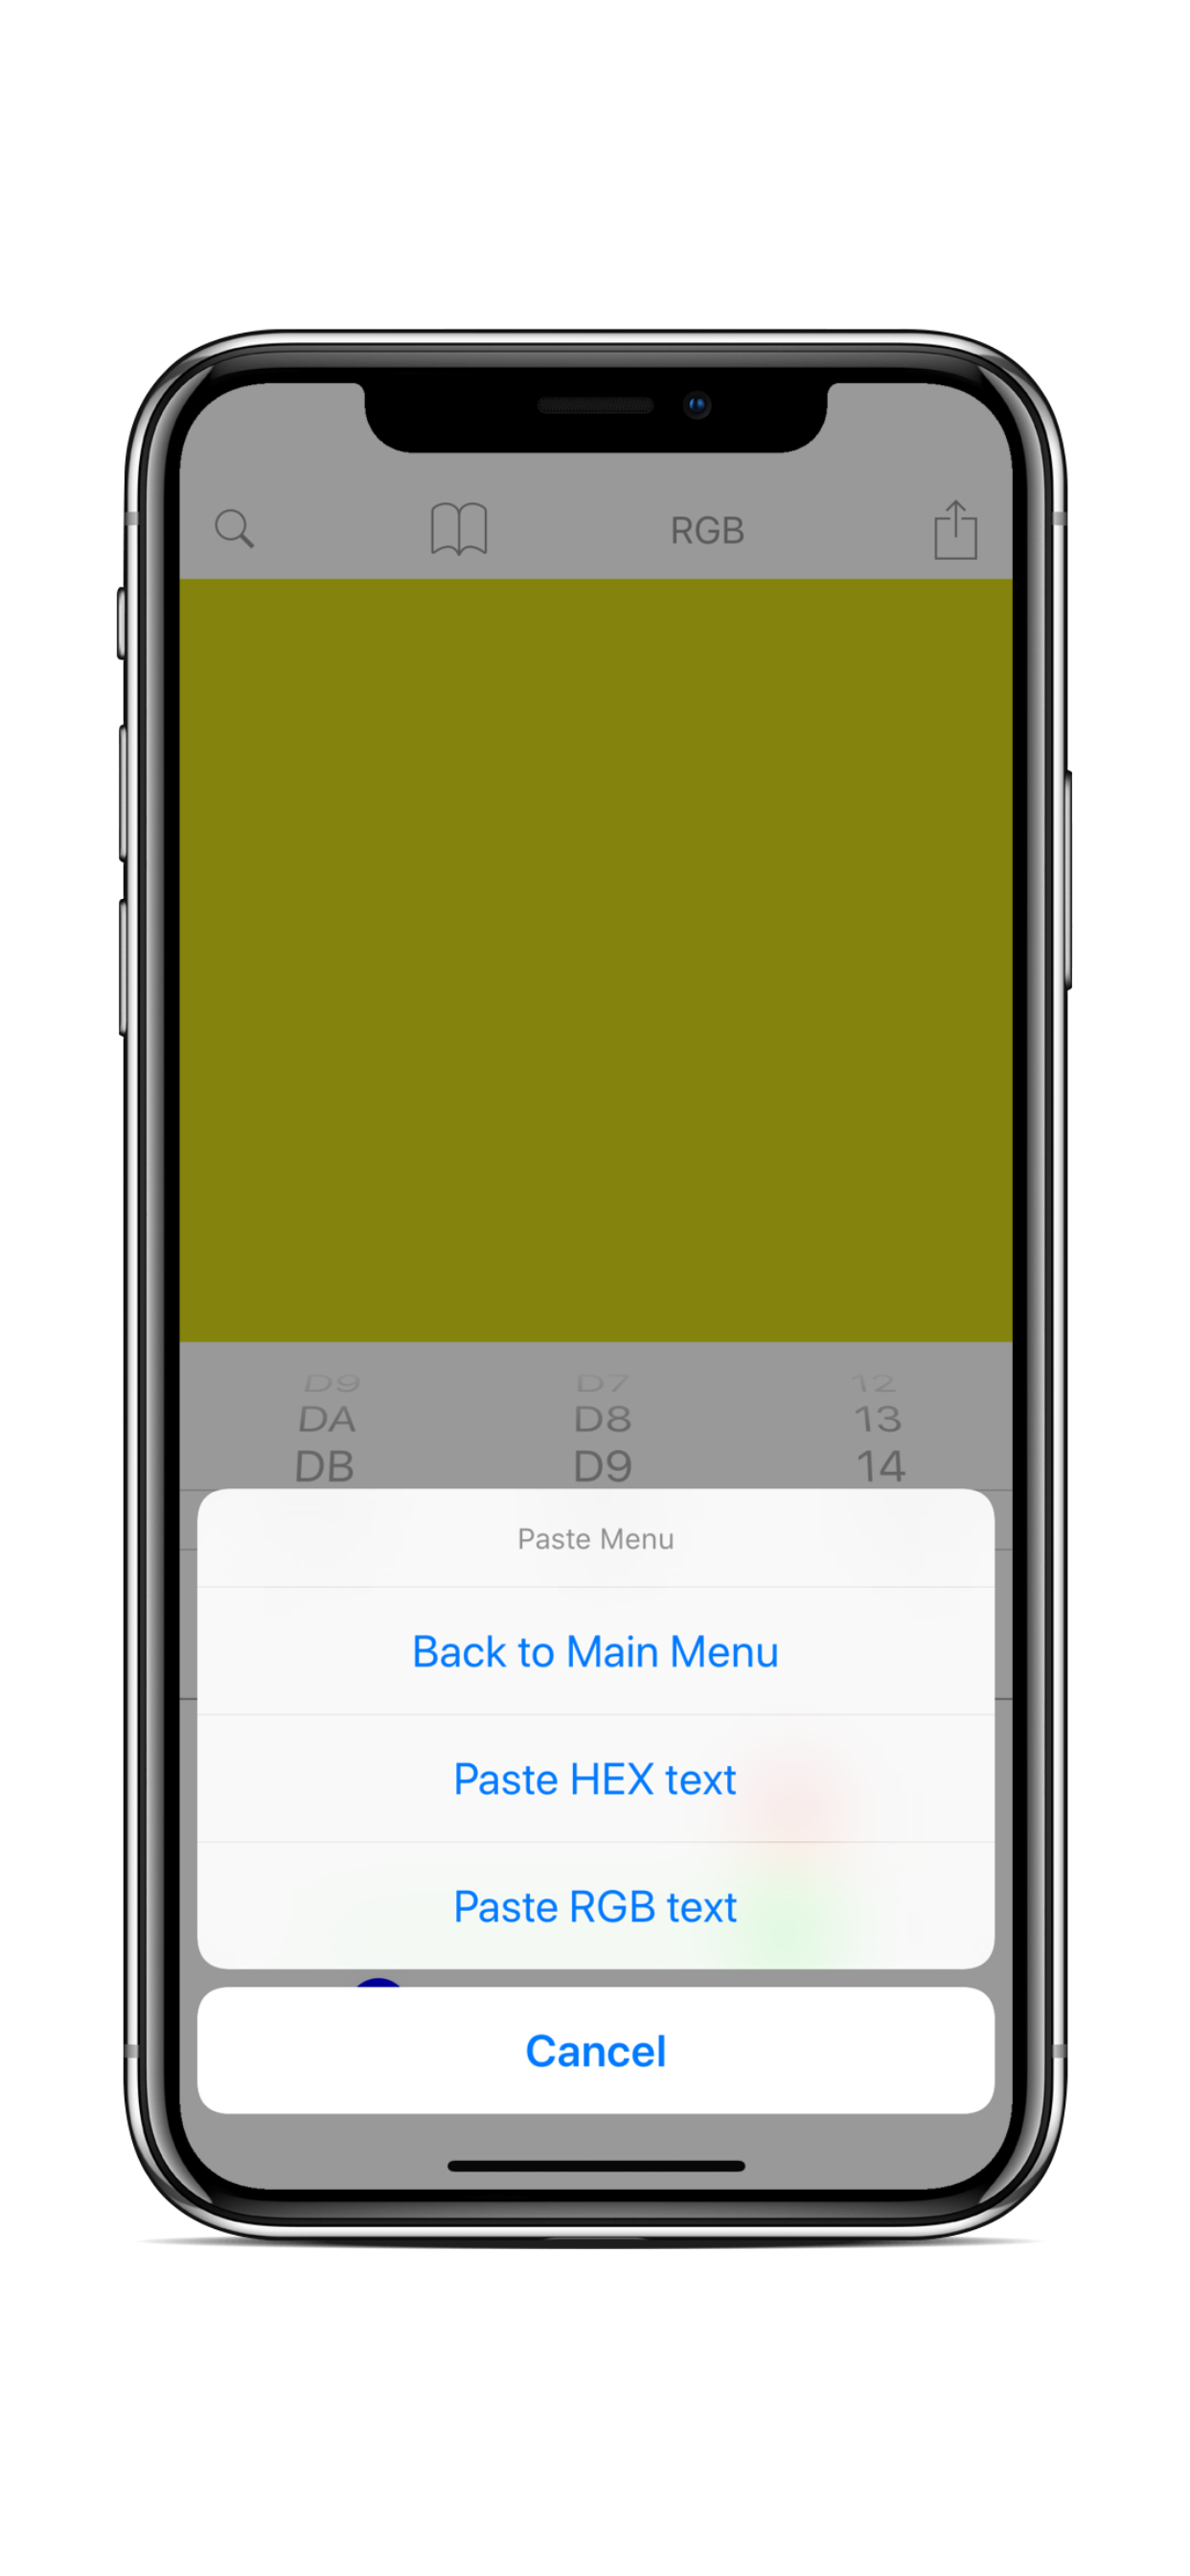 RGB
D9 D7 12
DA D8 13
DB D9 14
Paste Menu
Back to Main Menu
Paste HEX text
Paste RGB text
Cancel